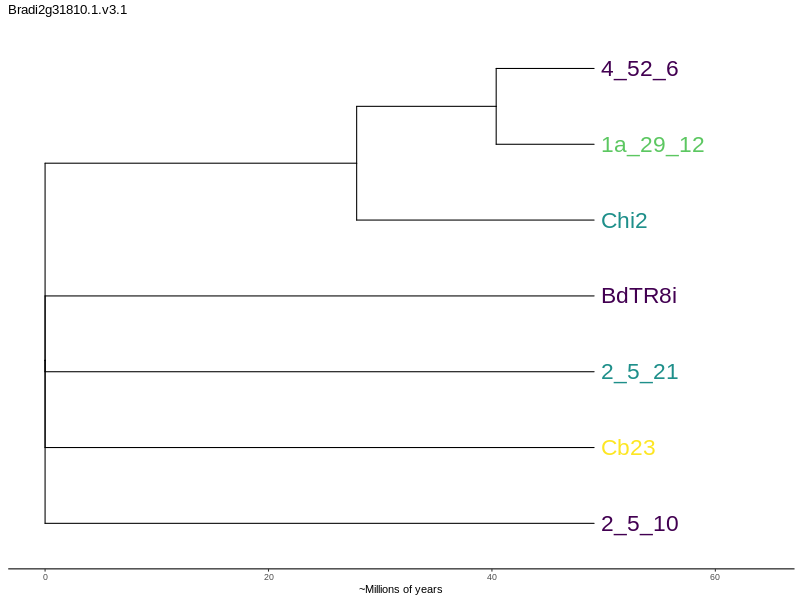 Bradi2g31810.1.v3.1
4_52_6
1a_29_12
Chi2
BdTR8i
2_5_21
Cb23
2_5_10
0 20 40 60
~Millions of years